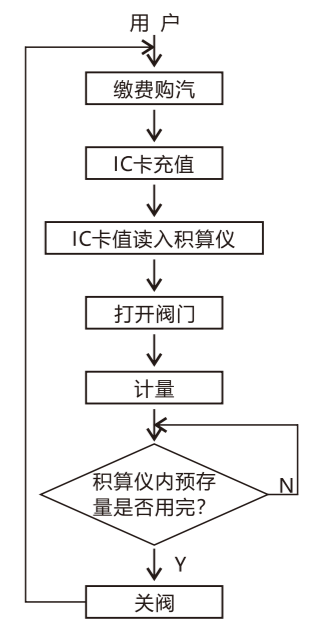 用 户
缴费购汽
IC卡充值
IC卡值读入积算仪
打开阀门
计量
积算仪内预存
量是否用完?
N
Y
关阀